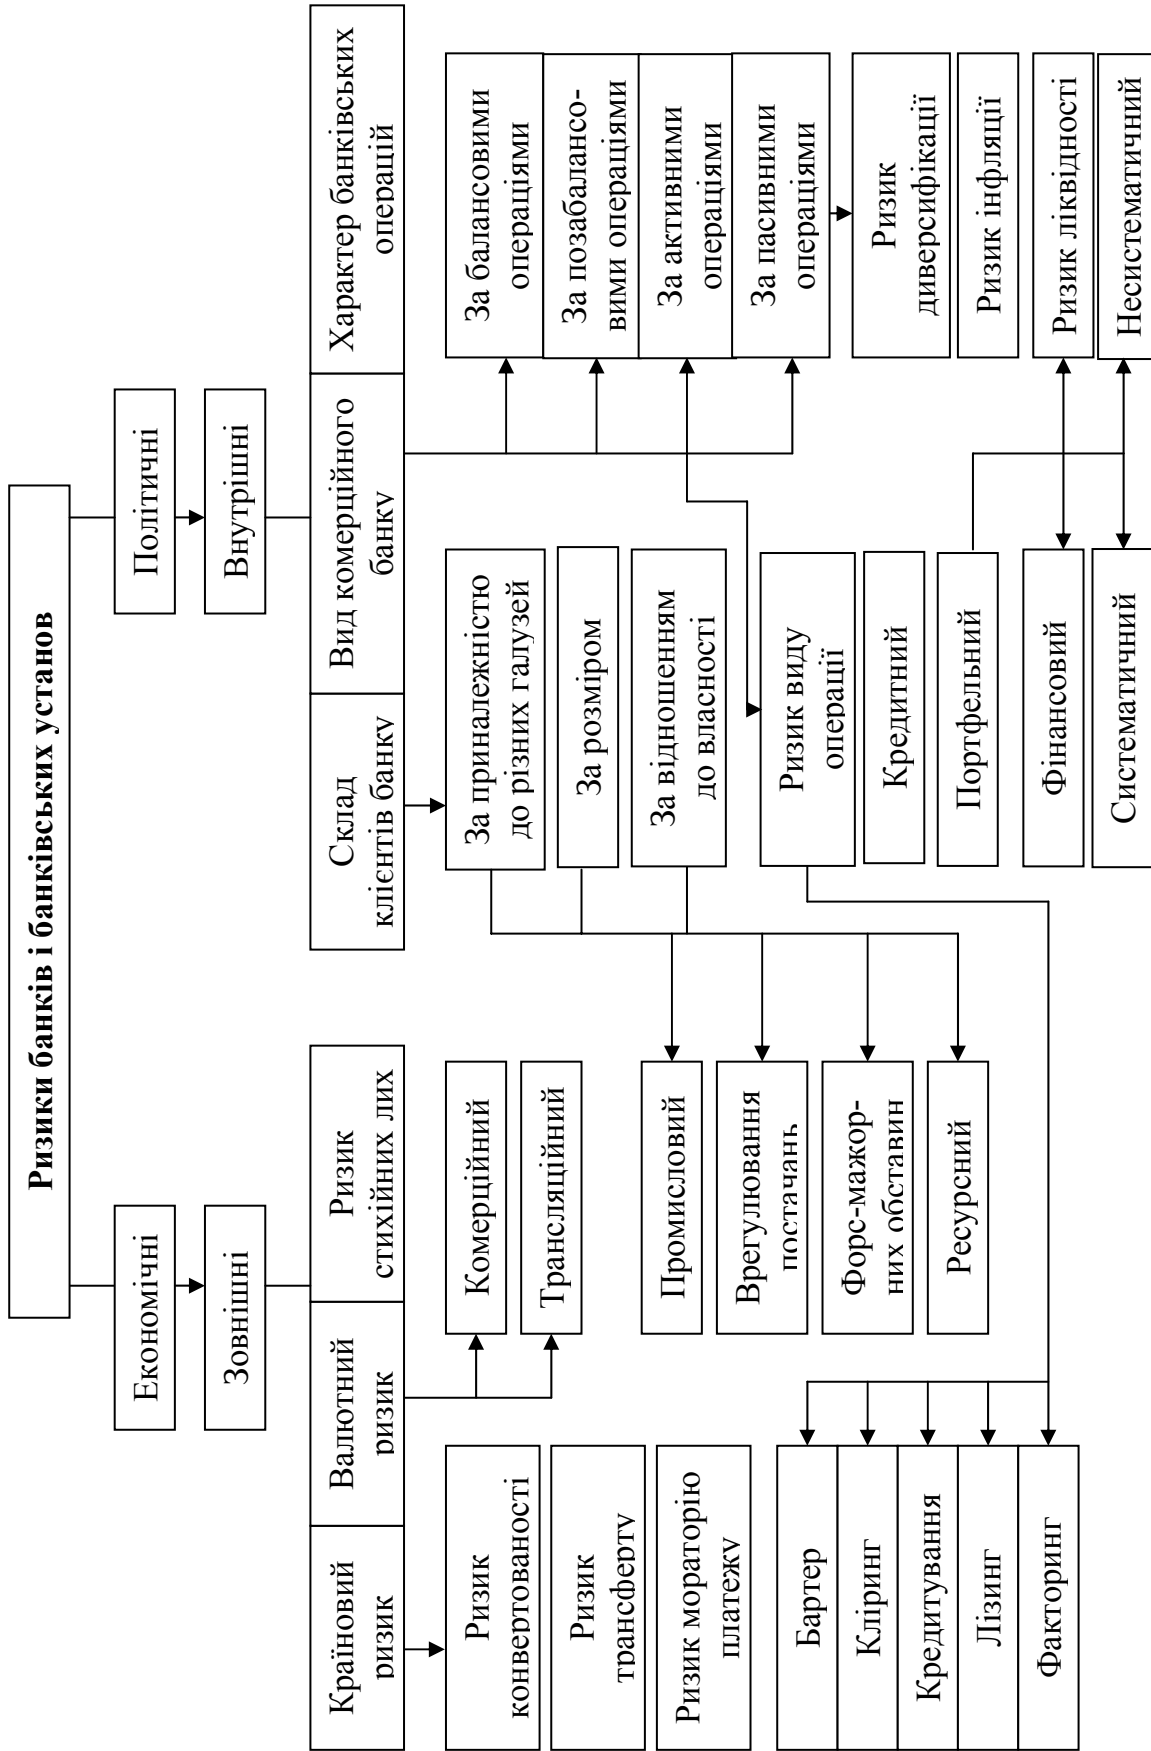 Ризики банків і банківських установ
Економічні
Політичні
Зовнішні
Внутрішні
Країновий
ризик
Валютний
ризик
Ризик
стихійних лих
Склад
клієнтів банку
Вид комерційного
банку
Характер банківських
операцій
Ризик
конвертованості
Ризик
трансферту
Ризик мораторію
платежу
Комерційний
Трансляційний
За приналежністю
до різних галузей
За розміром
За відношенням
до власності
За балансовими
операціями
За позабалансо-
вими операціями
За активними
операціями
За пасивними
операціями
Промисловий
Врегулювання
постачань
Форс-мажор-
них обставин
Ресурсний
Ризик виду
операції
Кредитний
Портфельний
Фінансовий
Систематичний
Ризик
диверсифікації
Ризик інфляції
Ризик ліквідності
Несистематичний
Бартер
Кліринг
Кредитування
Лізинг
Факторинг